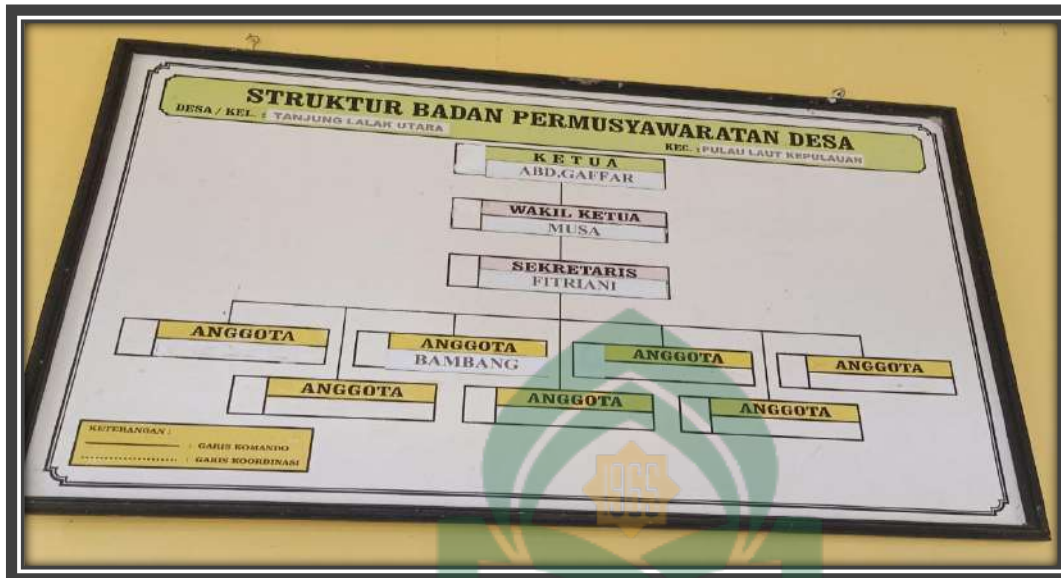 STRUKTUR BADAN PERMUSYAWARATAN DESA
DESA / KEL. : TANJUNG LALAK UTARA
KEC. : PULAU LAUT KEPULAUAN
KETUA
ABD.GAFFAR
WAKIL KETUA
MUSA
SEKRETARIS
FITRIANI
ANGGOTA
ANGGOTA
BAMBANG
ANGGOTA
ANGGOTA
ANGGOTA
ANGGOTA
ANGGOTA
KETERANGAN :
: GARIS KOMANDO
: GARIS KOORDINASI
1965